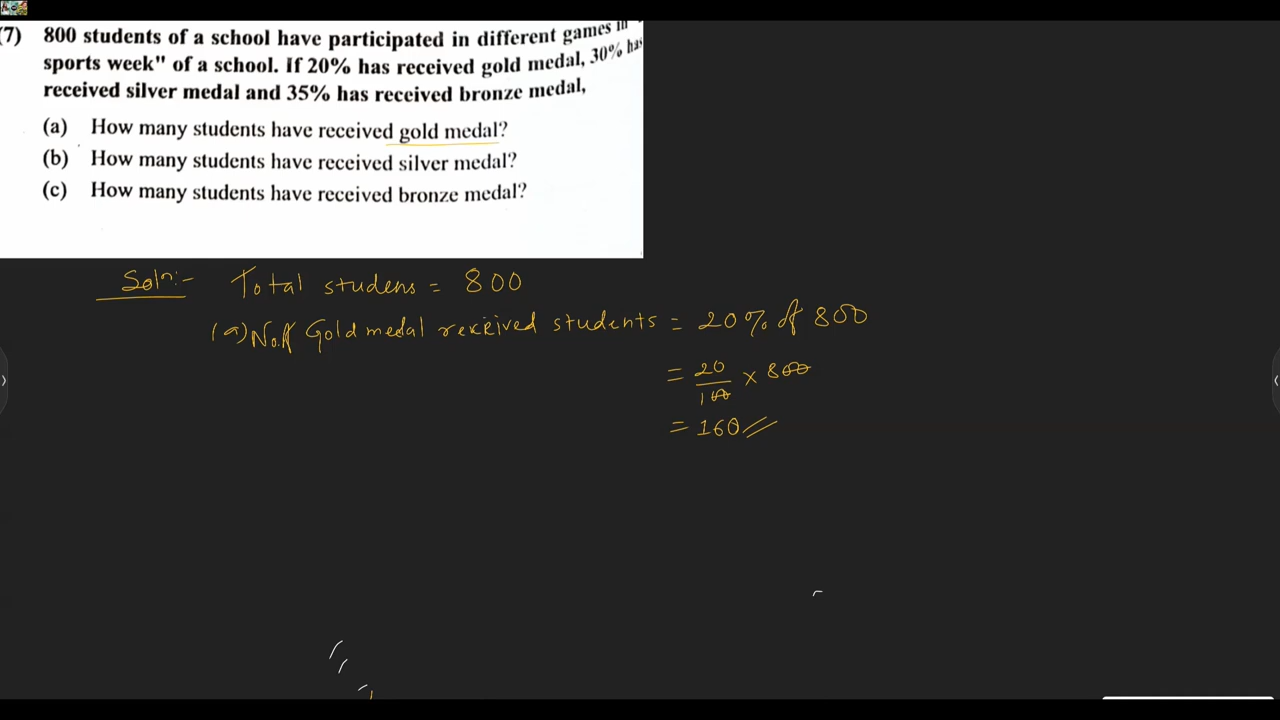 (7) 800 students of a school have participated in different games in
sports week" of a school. If 20% has received gold medal, 30% has
received silver medal and 35% has received bronze medal,
(a) How many students have received gold medal?
(b) How many students have received silver medal?
(c) How many students have received bronze medal?
Soln:- Total studens = 800
(a) No. of Gold medal received students = 20% of 800
= 20/100 × 800
= 160